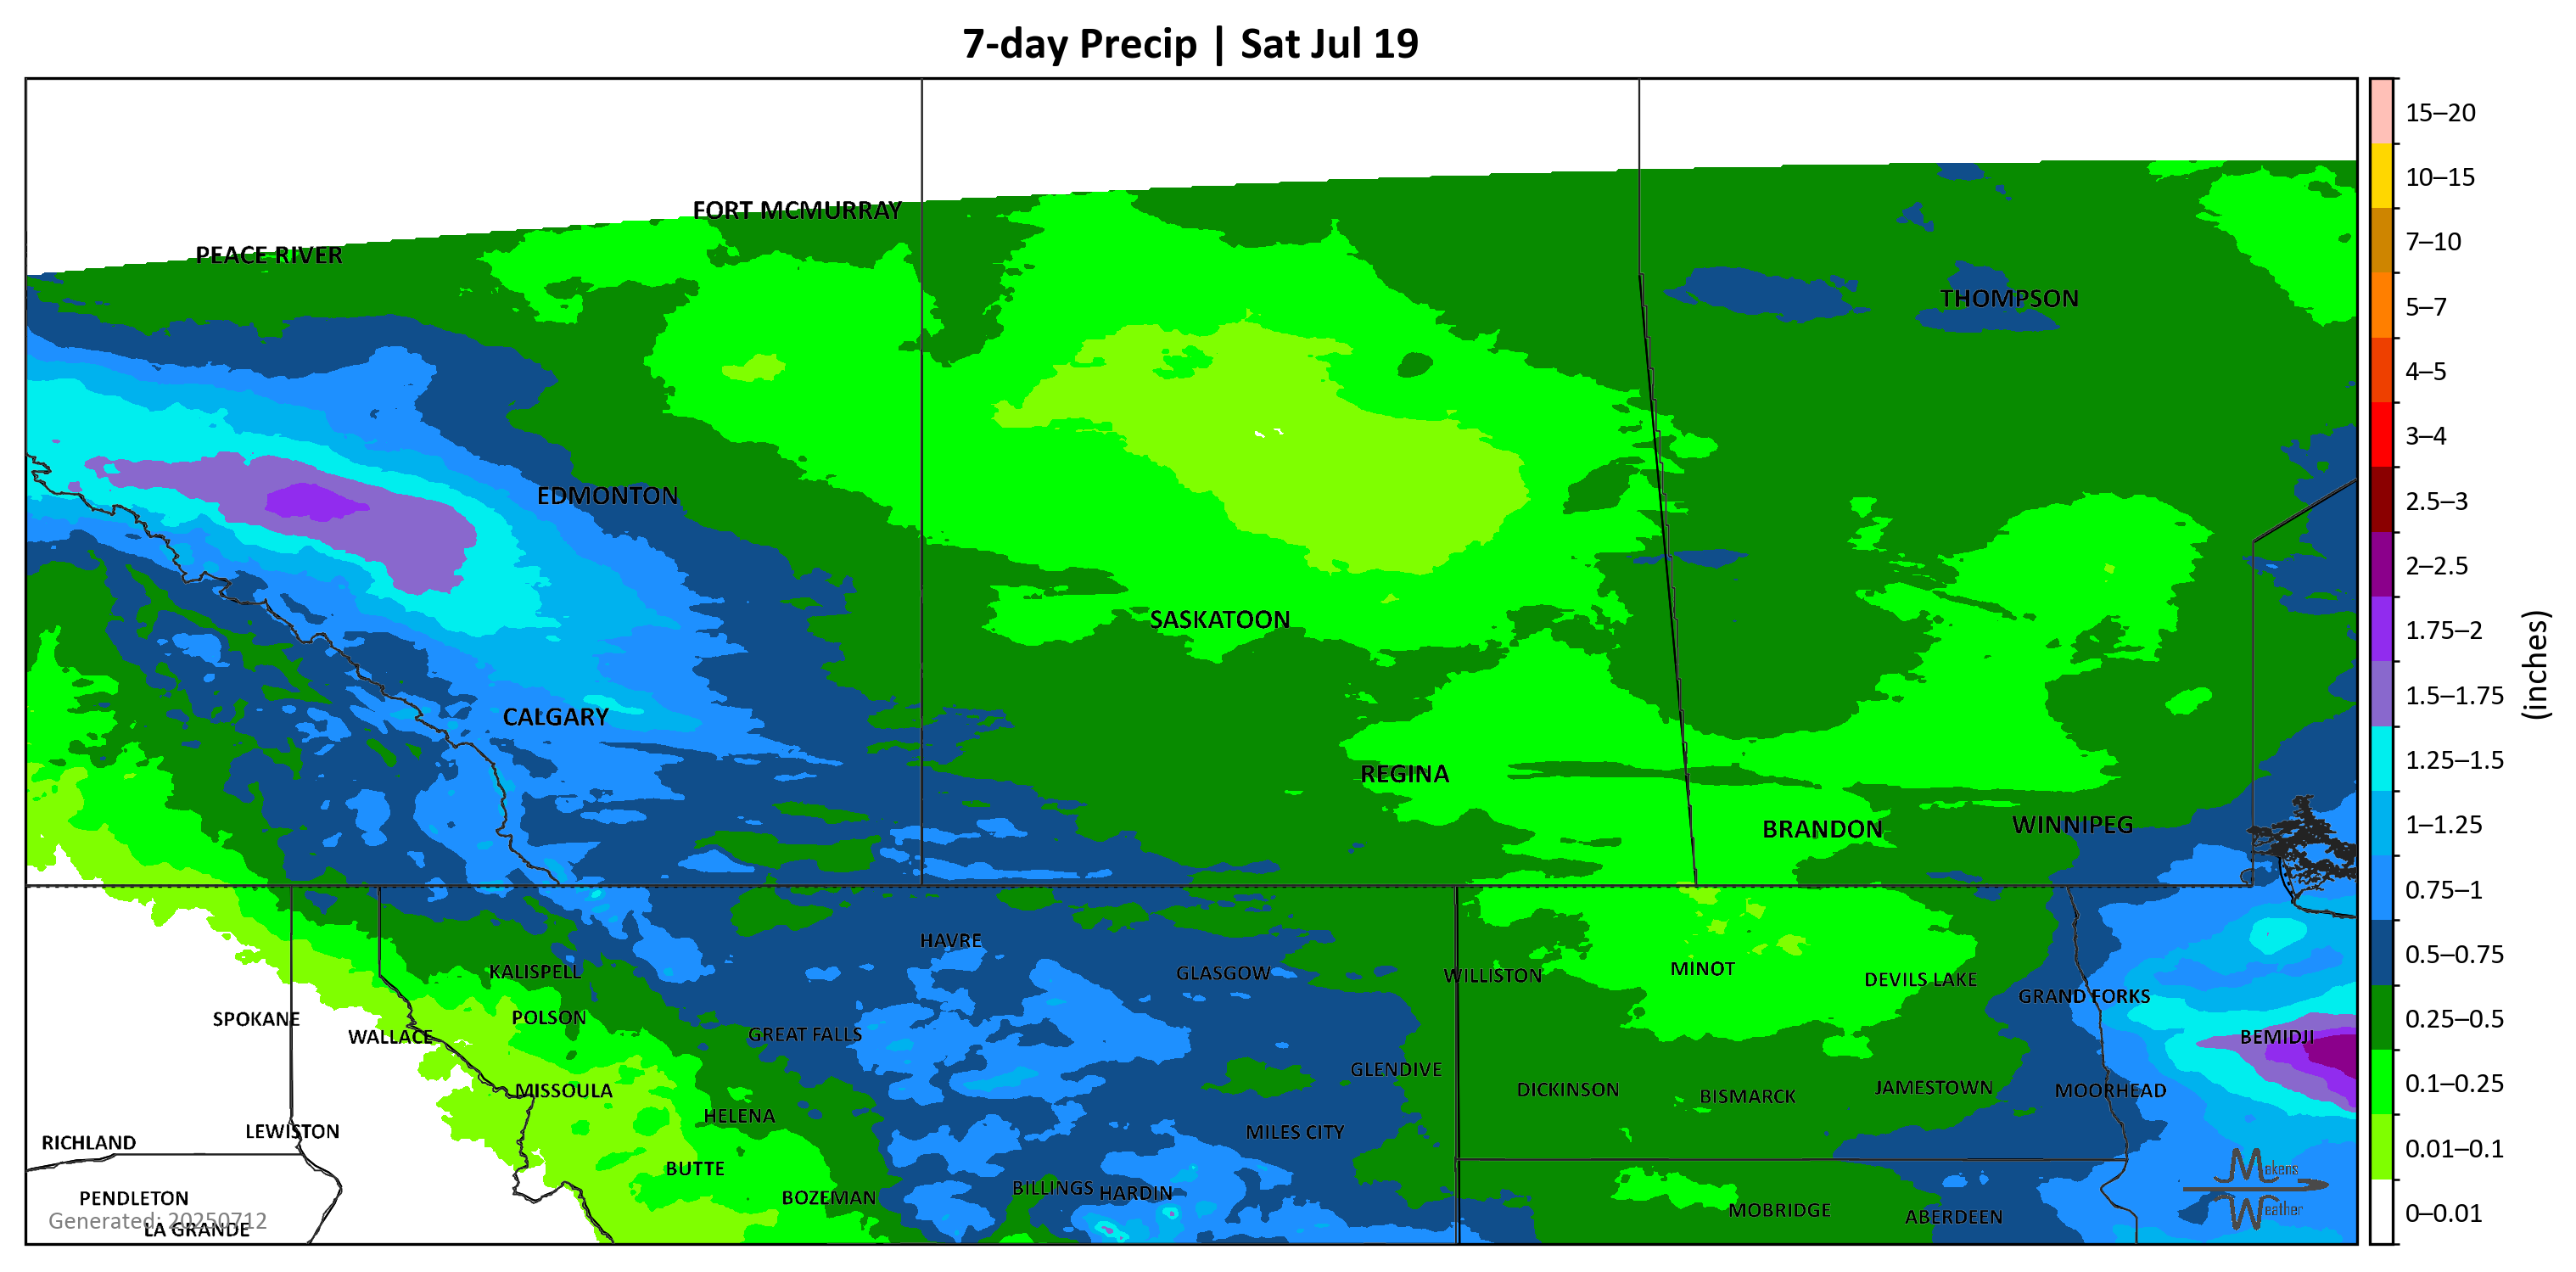 7-day Precip | Sat Jul 19
FORT MCMURRAY
PEACE RIVER
THOMPSON
EDMONTON
SASKATOON
CALGARY
REGINA
BRANDON
WINNIPEG
HAVRE
KALISPELL
GLASGOW
WILLISTON
MINOT
DEVILS LAKE
GRAND FORKS
SPOKANE
POLSON
WALLACE
GREAT FALLS
BEMIDJI
GLENDIVE
MISSOULA
DICKINSON
BISMARCK
JAMESTOWN
MOORHEAD
HELENA
RICHLAND
LEWISTON
MILES CITY
BUTTE
PENDLETON
BOZEMAN
BILLINGS
HARDIN
MOBRIDGE
ABERDEEN
Generated: 20250712
LA GRANDE
Makens
Weather
15–20
10–15
7–10
5–7
4–5
3–4
2.5–3
2–2.5
1.75–2
1.5–1.75
1.25–1.5
1–1.25
0.75–1
0.5–0.75
0.25–0.5
0.1–0.25
0.01–0.1
0–0.01
(inches)